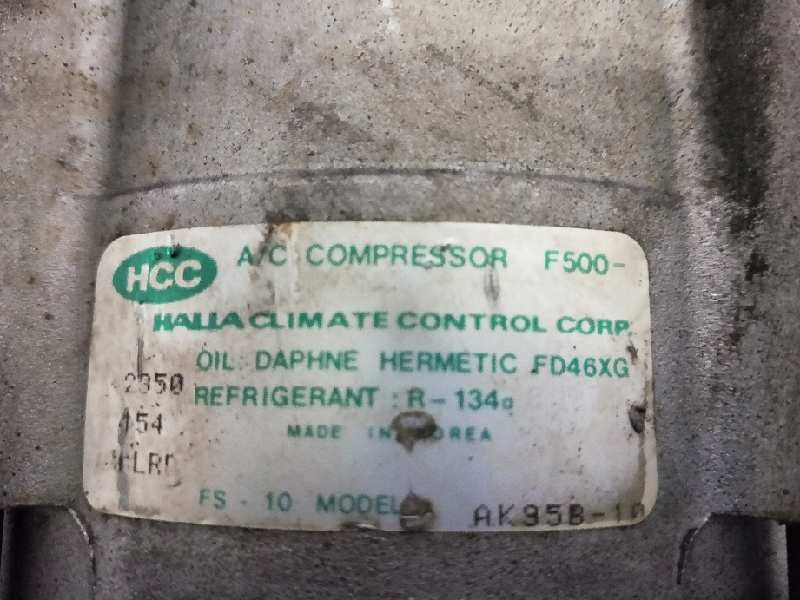 HCC A/C COMPRESSOR F500-
HALLA CLIMATE CONTROL CORP.
OIL: DAPHNE HERMETIC FD46XG
2350
REFRIGERANT : R-134a
154
MADE IN KOREA
FS-10 MODEL AK95B-10